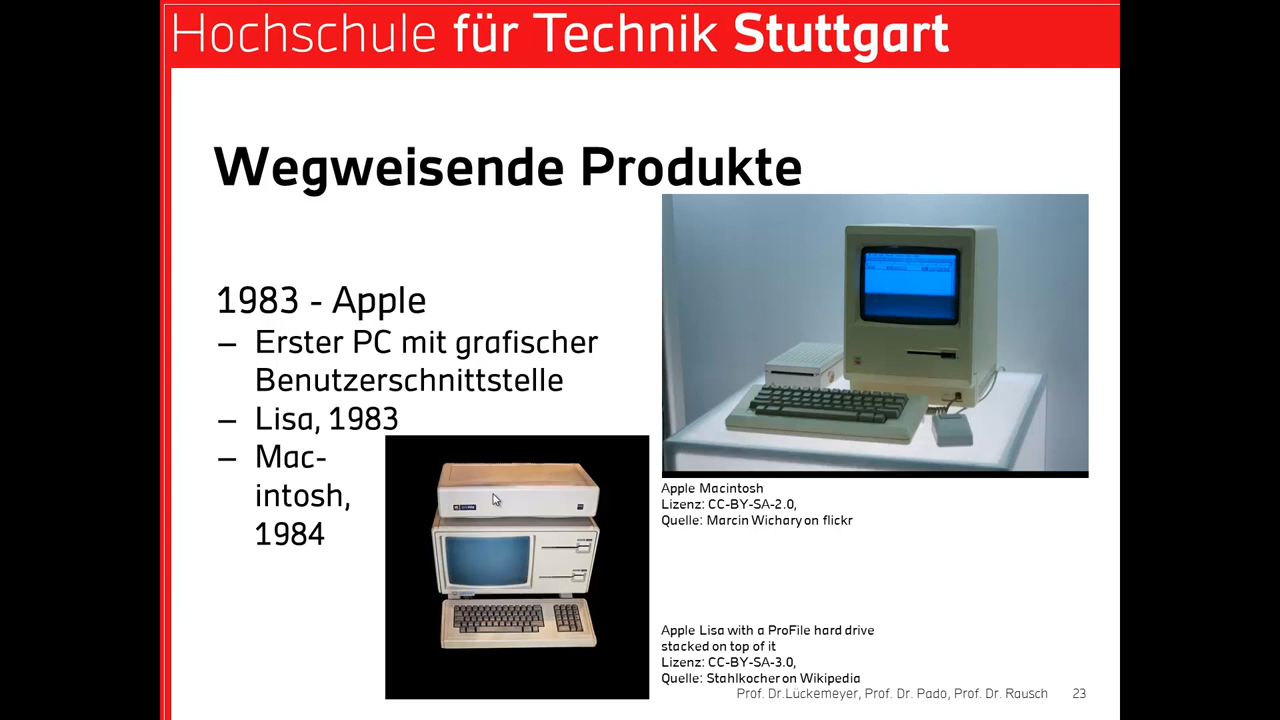 Hochschule für Technik Stuttgart
Wegweisende Produkte
1983 - Apple
– Erster PC mit grafischer
Benutzerschnittstelle
– Lisa, 1983
– Mac-
intosh,
1984
Apple Macintosh
Lizenz: CC-BY-SA-2.0,
Quelle: Marcin Wichary on flickr
Apple Lisa with a ProFile hard drive
stacked on top of it
Lizenz: CC-BY-SA-3.0,
Quelle: Stahlkocher on Wikipedia
Prof. Dr.Lückemeyer, Prof. Dr. Pado, Prof. Dr. Rausch 23